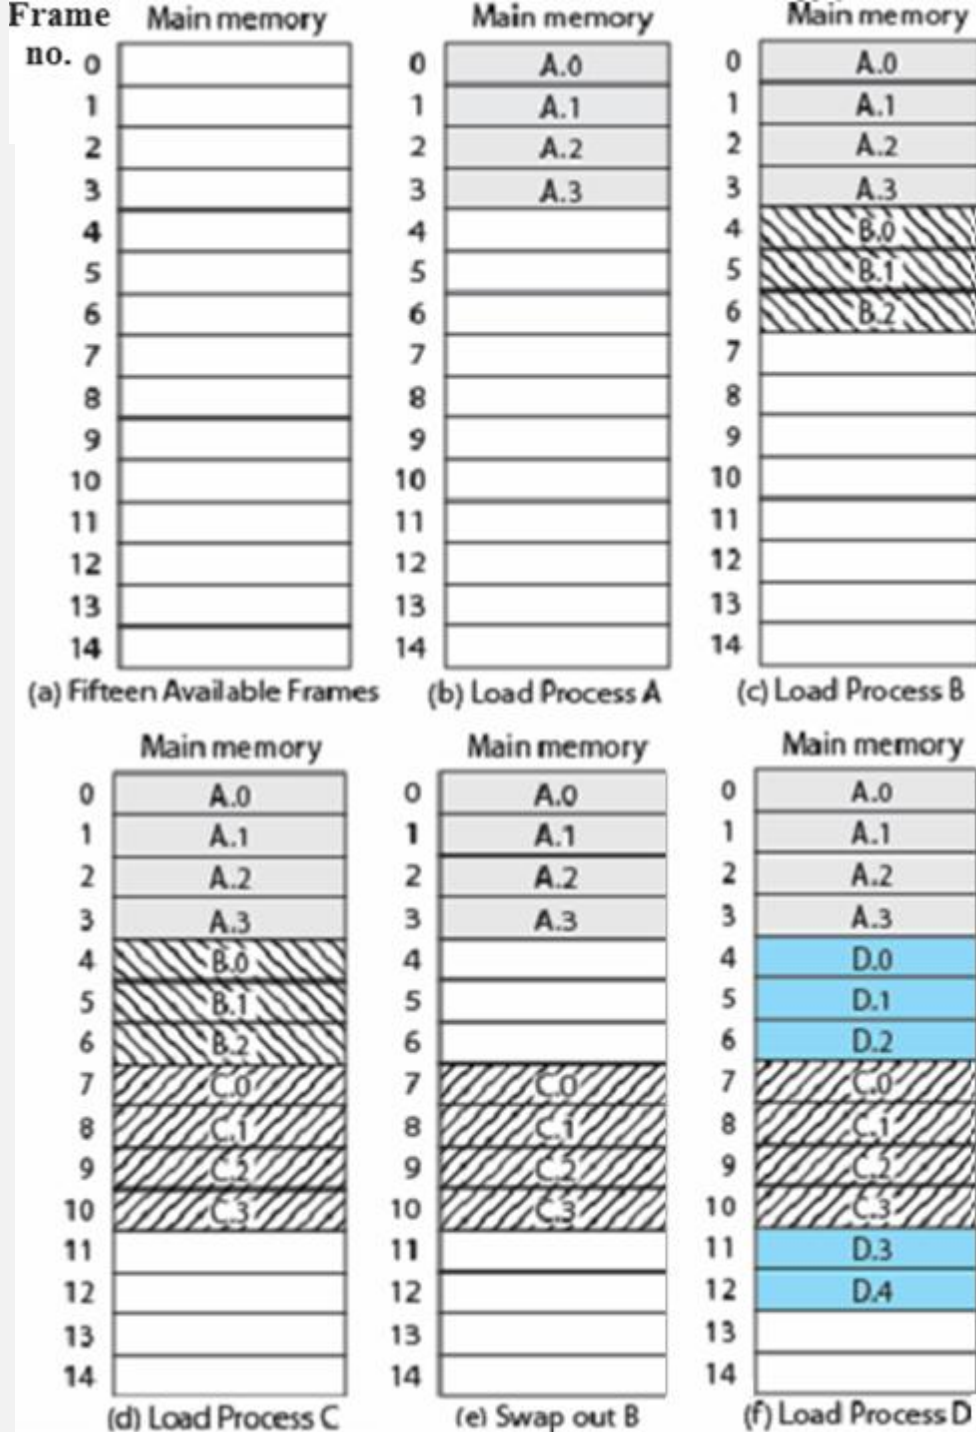 Frame no.
Main memory
0
1
2
3
4
5
6
7
8
9
10
11
12
13
14
(a) Fifteen Available Frames
Main memory
0 A.0
1 A.1
2 A.2
3 A.3
4
5
6
7
8
9
10
11
12
13
14
(b) Load Process A
Main memory
0 A.0
1 A.1
2 A.2
3 A.3
4 B.0
5 B.1
6 B.2
7
8
9
10
11
12
13
14
(c) Load Process B
Main memory
0 A.0
1 A.1
2 A.2
3 A.3
4 B.0
5 B.1
6 B.2
7 C.0
8 C.1
9 C.2
10 C.3
11
12
13
14
(d) Load Process C
Main memory
0 A.0
1 A.1
2 A.2
3 A.3
4
5
6
7 C.0
8 C.1
9 C.2
10 C.3
11
12
13
14
(e) Swap out B
Main memory
0 A.0
1 A.1
2 A.2
3 A.3
4 D.0
5 D.1
6 D.2
7 C.0
8 C.1
9 C.2
10 C.3
11 D.3
12 D.4
13
14
(f) Load Process D